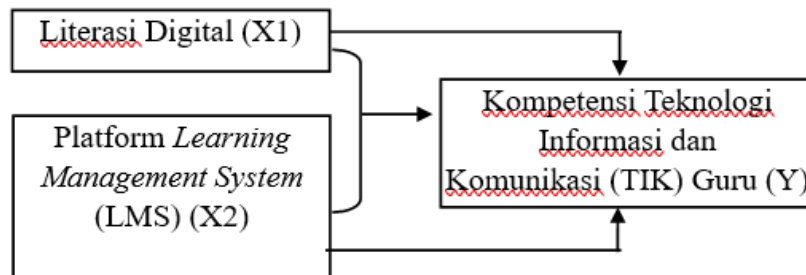 Literasi Digital (X1)
Platform Learning
Management System
(LMS) (X2)
Kompetensi Teknologi
Informasi dan
Komunikasi (TIK) Guru (Y)